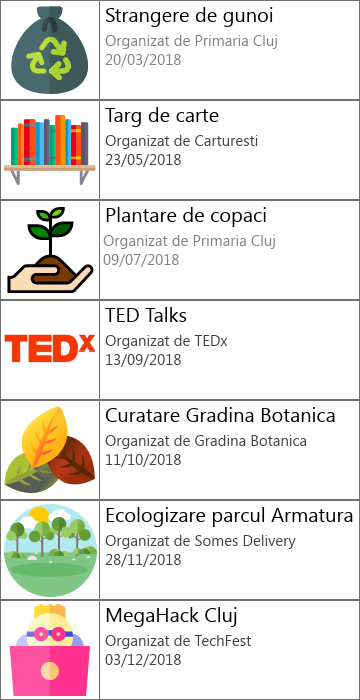 Strangere de gunoi
Organizat de Primaria Cluj
20/03/2018
Targ de carte
Organizat de Carturesti
23/05/2018
Plantare de copaci
Organizat de Primaria Cluj
09/07/2018
TEDx
TED Talks
Organizat de TEDx
13/09/2018
Curatare Gradina Botanica
Organizat de Gradina Botanica
11/10/2018
Ecologizare parcul Armatura
Organizat de Somes Delivery
28/11/2018
MegaHack Cluj
Organizat de TechFest
03/12/2018